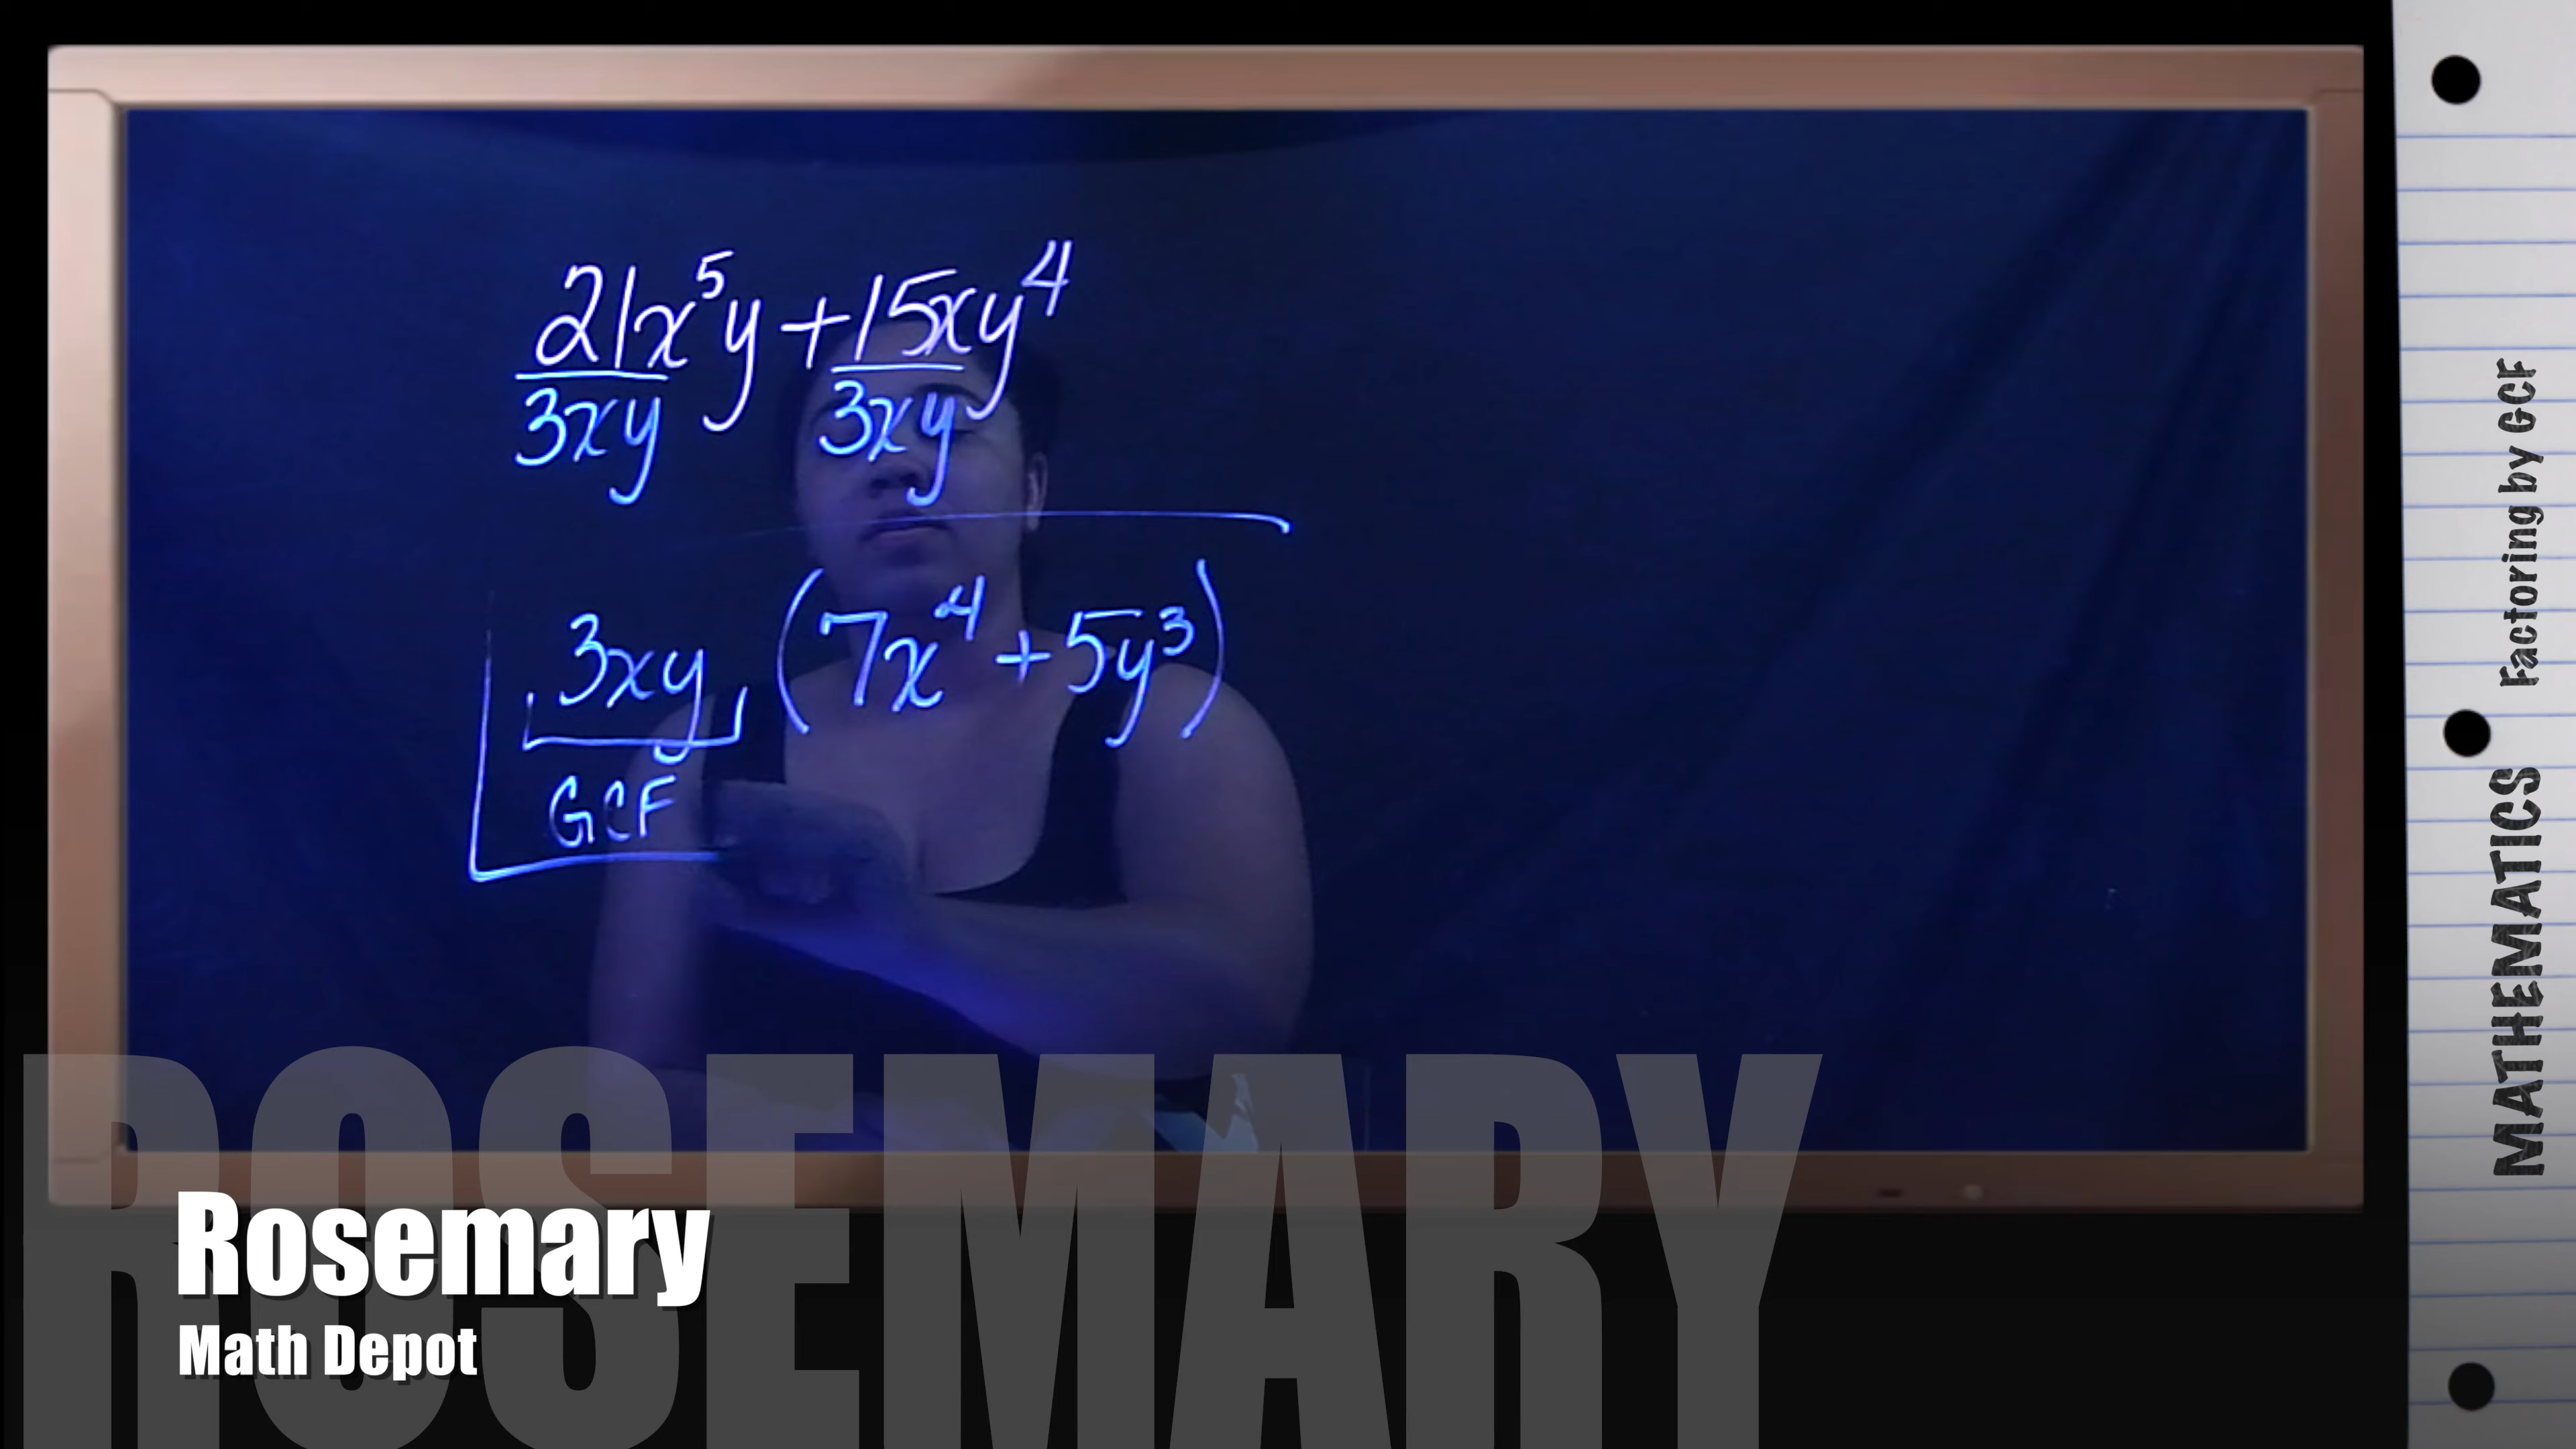 21x⁵y + 15xy⁴
3xy 3xy
3xy (7x⁴ + 5y³)
GCF
ROSEMARY
Rosemary
Math Depot
MATHEMATICS Factoring by GCF